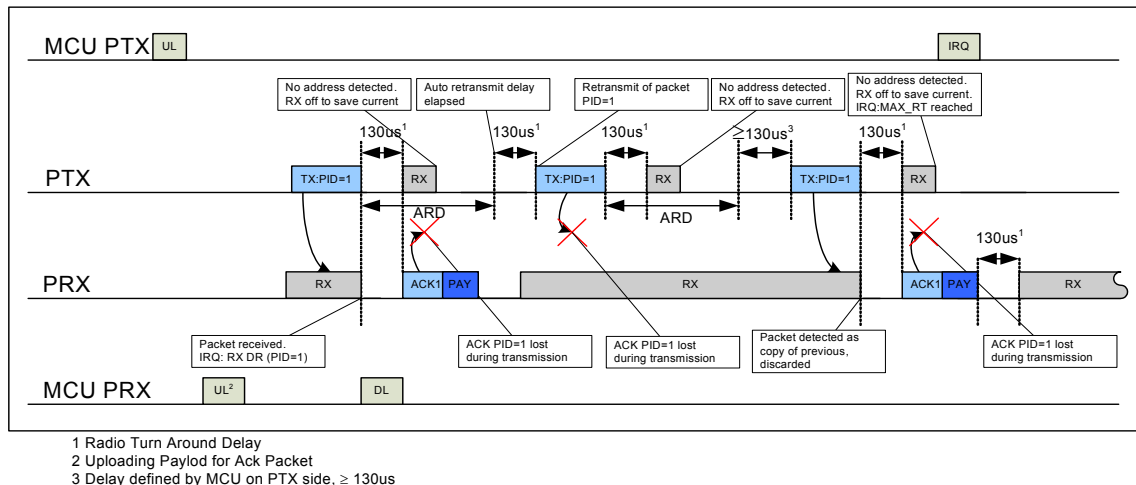 MCU PTX
UL
IRQ
No address detected.
RX off to save current
Auto retransmit delay
elapsed
Retransmit of packet
PID=1
No address detected.
RX off to save current
No address detected.
RX off to save current.
IRQ:MAX_RT reached
130us1
130us1
130us1
≥130us3
130us1
PTX
TX:PID=1
RX
TX:PID=1
RX
TX:PID=1
RX
ARD
ARD
130us1
PRX
RX
ACK1
PAY
RX
ACK1
PAY
RX
Packet received.
IRQ: RX DR (PID=1)
ACK PID=1 lost
during transmission
ACK PID=1 lost
during transmission
Packet detected as
copy of previous,
discarded
ACK PID=1 lost
during transmission
MCU PRX
UL2
DL
1 Radio Turn Around Delay
2 Uploading Paylod for Ack Packet
3 Delay defined by MCU on PTX side, ≥ 130us